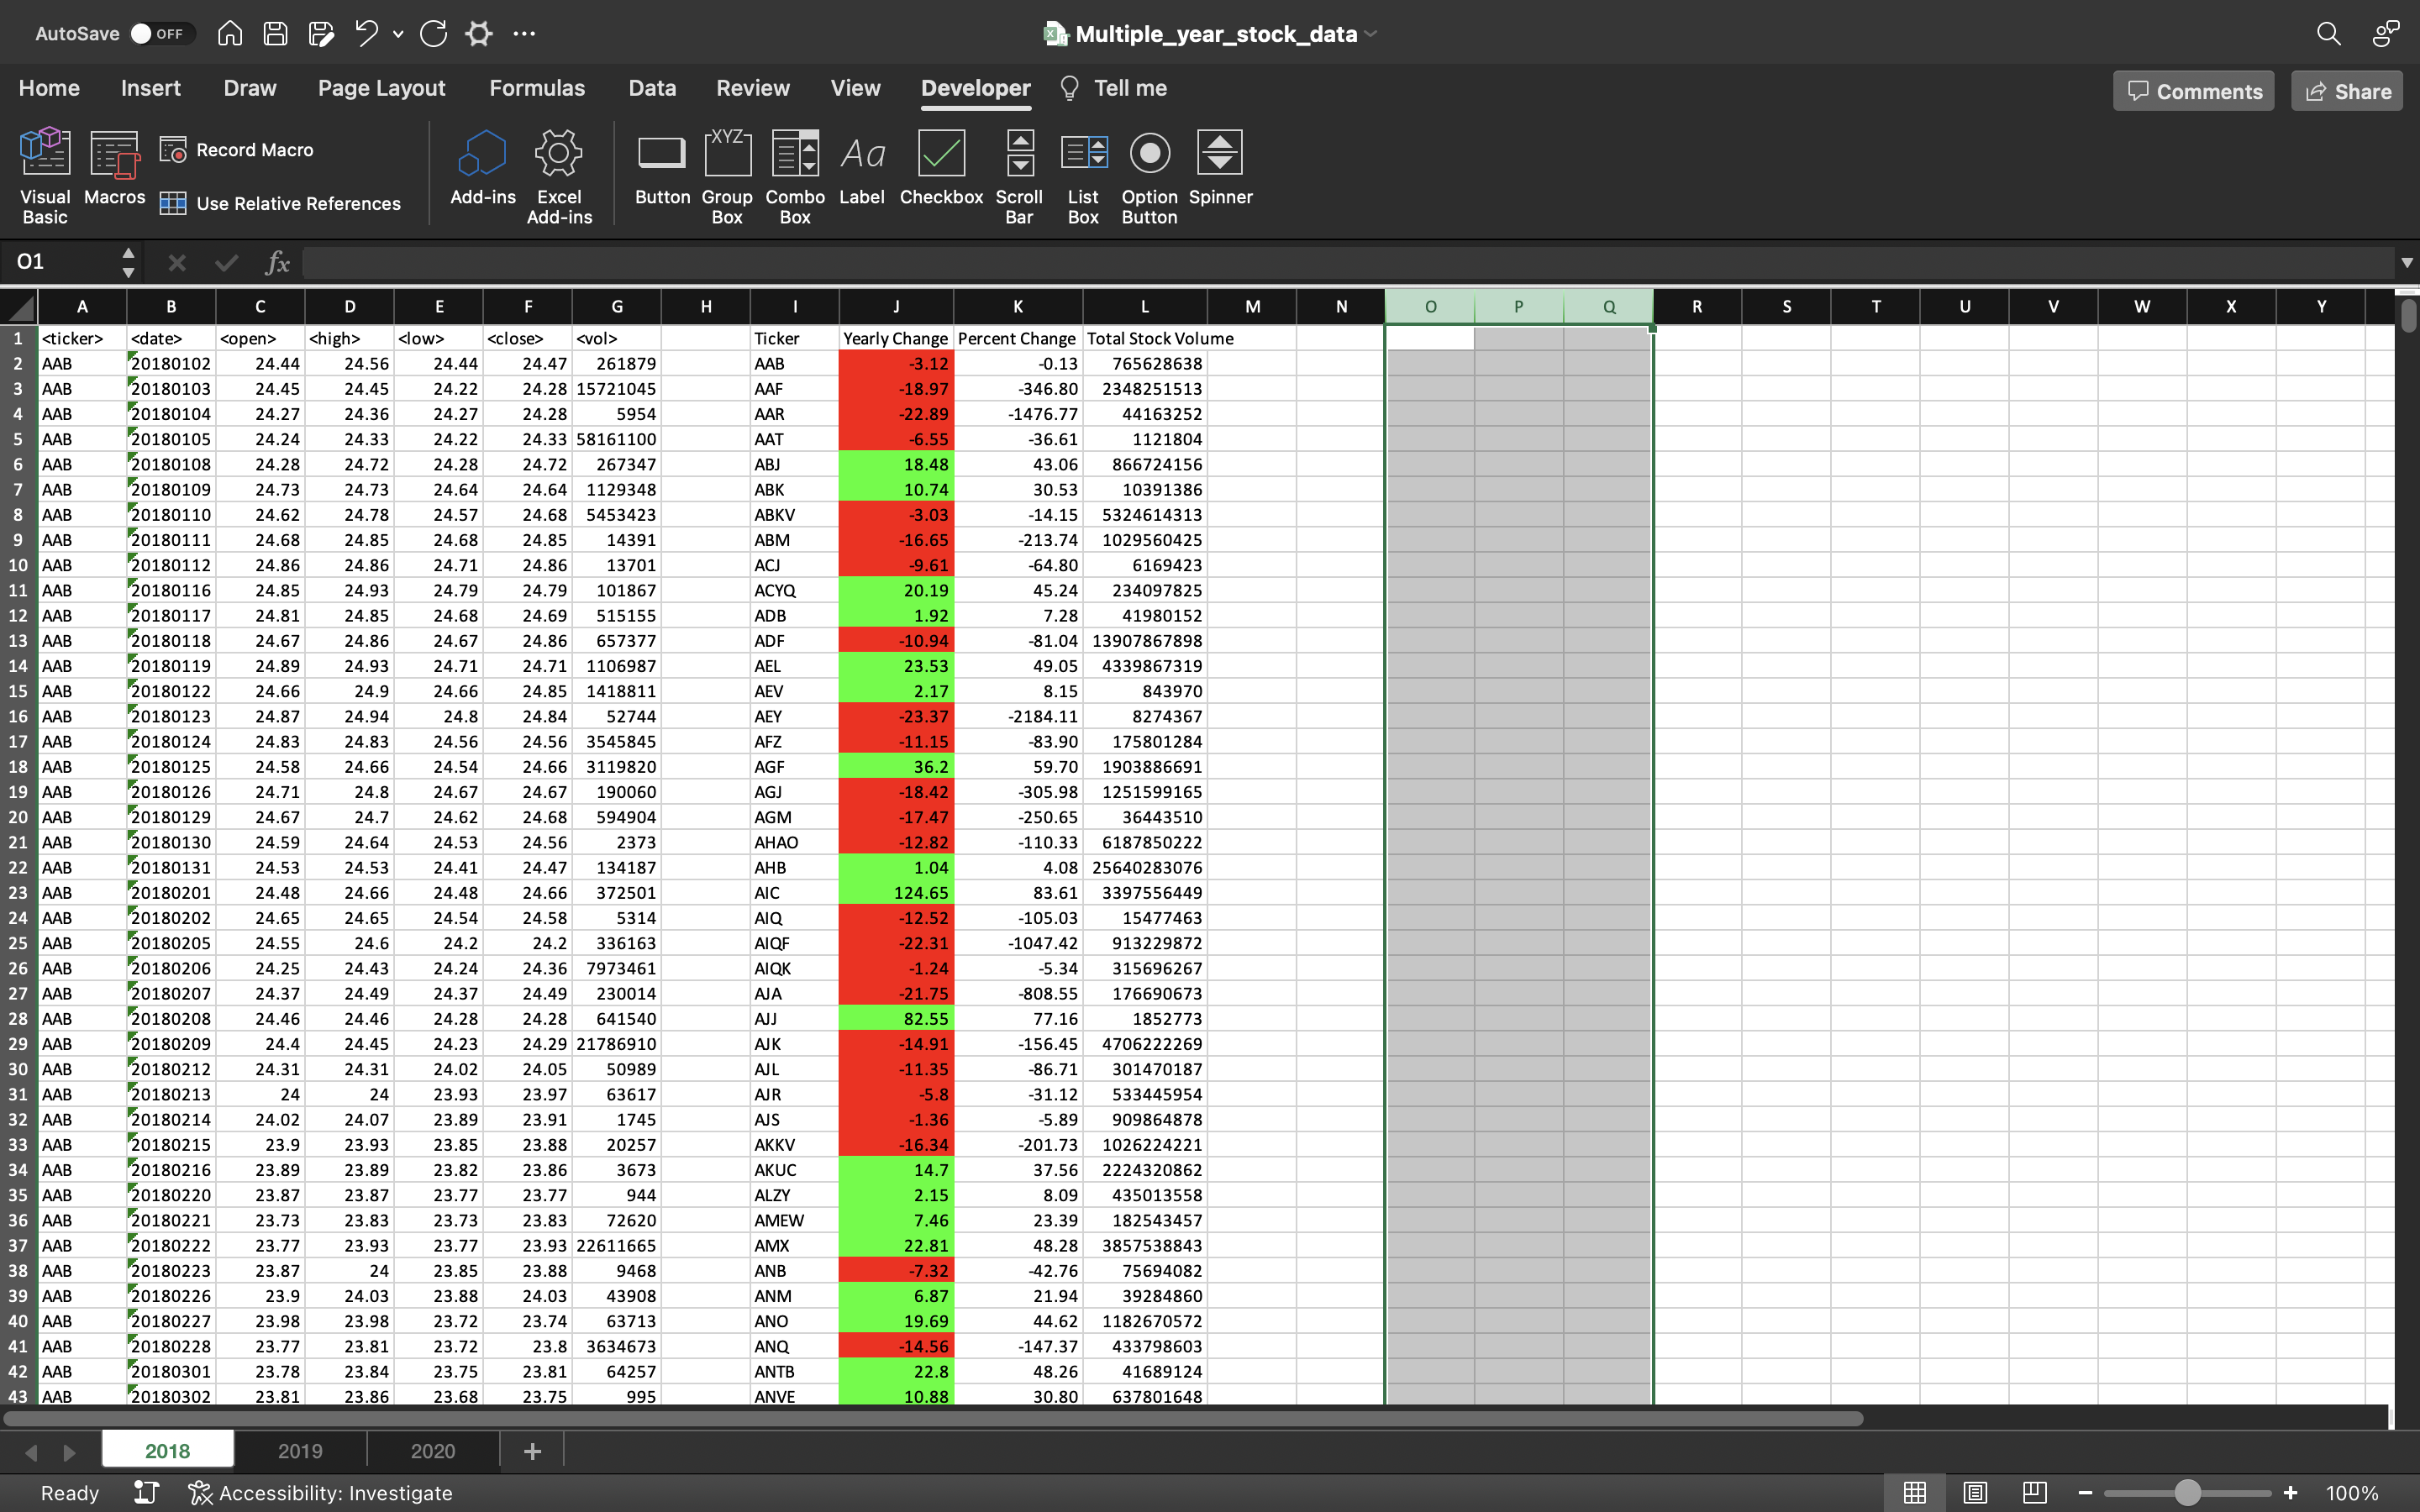 AutoSave OFF Multiple_year_stock_data
Home Insert Draw Page Layout Formulas Data Review View Developer Tell me Comments Share
Visual Basic
Macros
Record Macro
Use Relative References
Add-ins
Excel Add-ins
Button
Group Box
Combo Box
Label
Checkbox
Scroll Bar
List Box
Option Button
Spinner
O1 fx
A B C D E F G H I J K L M N O P Q R S T U V W X Y
1 <ticker> <date> <open> <high> <low> <close> <vol> Ticker Yearly Change Percent Change Total Stock Volume
2 AAB 20180102 24.44 24.56 24.44 24.47 261879 AAB -3.12 -0.13 765628638
3 AAB 20180103 24.45 24.45 24.22 24.28 15721045 AAF -18.97 -346.80 2348251513
4 AAB 20180104 24.27 24.36 24.27 24.28 5954 AAR -22.89 -1476.77 44163252
5 AAB 20180105 24.24 24.33 24.22 24.33 58161100 AAT -6.55 -36.61 1121804
6 AAB 20180108 24.28 24.72 24.28 24.72 267347 ABJ 18.48 43.06 866724156
7 AAB 20180109 24.73 24.73 24.64 24.64 1129348 ABK 10.74 30.53 10391386
8 AAB 20180110 24.62 24.78 24.57 24.68 5453423 ABKV -3.03 -14.15 5324614313
9 AAB 20180111 24.68 24.85 24.68 24.85 14391 ABM -16.65 -213.74 1029560425
10 AAB 20180112 24.86 24.86 24.71 24.86 13701 ACJ -9.61 -64.80 6169423
11 AAB 20180116 24.85 24.93 24.79 24.79 101867 ACYQ 20.19 45.24 234097825
12 AAB 20180117 24.81 24.85 24.68 24.69 515155 ADB 1.92 7.28 41980152
13 AAB 20180118 24.67 24.86 24.67 24.86 657377 ADF -10.94 -81.04 13907867898
14 AAB 20180119 24.89 24.93 24.71 24.71 1106987 AEL 23.53 49.05 4339867319
15 AAB 20180122 24.66 24.9 24.66 24.85 1418811 AEV 2.17 8.15 843970
16 AAB 20180123 24.87 24.94 24.8 24.84 52744 AEY -23.37 -2184.11 8274367
17 AAB 20180124 24.83 24.83 24.56 24.56 3545845 AFZ -11.15 -83.90 175801284
18 AAB 20180125 24.58 24.66 24.54 24.66 3119820 AGF 36.2 59.70 1903886691
19 AAB 20180126 24.71 24.8 24.67 24.67 190060 AGJ -18.42 -305.98 1251599165
20 AAB 20180129 24.67 24.7 24.62 24.68 594904 AGM -17.47 -250.65 36443510
21 AAB 20180130 24.59 24.64 24.53 24.56 2373 AHAO -12.82 -110.33 6187850222
22 AAB 20180131 24.53 24.53 24.41 24.47 134187 AHB 1.04 4.08 25640283076
23 AAB 20180201 24.48 24.66 24.48 24.66 372501 AIC 124.65 83.61 3397556449
24 AAB 20180202 24.65 24.65 24.54 24.58 5314 AIQ -12.52 -105.03 15477463
25 AAB 20180205 24.55 24.6 24.2 24.2 336163 AIQF -22.31 -1047.42 913229872
26 AAB 20180206 24.25 24.43 24.24 24.36 7973461 AIQK -1.24 -5.34 315696267
27 AAB 20180207 24.37 24.49 24.37 24.49 230014 AJA -21.75 -808.55 176690673
28 AAB 20180208 24.46 24.46 24.28 24.28 641540 AJJ 82.55 77.16 1852773
29 AAB 20180209 24.4 24.45 24.23 24.29 21786910 AJK -14.91 -156.45 4706222269
30 AAB 20180212 24.31 24.31 24.02 24.05 50989 AJL -11.35 -86.71 301470187
31 AAB 20180213 24 24 23.93 23.97 63617 AJR -5.8 -31.12 533445954
32 AAB 20180214 24.02 24.07 23.89 23.91 1745 AJS -1.36 -5.89 909864878
33 AAB 20180215 23.9 23.93 23.85 23.88 20257 AKKV -16.34 -201.73 1026224221
34 AAB 20180216 23.89 23.89 23.82 23.86 3673 AKUC 14.7 37.56 2224320862
35 AAB 20180220 23.87 23.87 23.77 23.77 944 ALZY 2.15 8.09 435013558
36 AAB 20180221 23.73 23.83 23.73 23.83 72620 AMEW 7.46 23.39 182543457
37 AAB 20180222 23.77 23.93 23.77 23.93 22611665 AMX 22.81 48.28 3857538843
38 AAB 20180223 23.87 24 23.85 23.88 9468 ANB -7.32 -42.76 75694082
39 AAB 20180226 23.9 24.03 23.88 24.03 43908 ANM 6.87 21.94 39284860
40 AAB 20180227 23.98 23.98 23.72 23.74 63713 ANO 19.69 44.62 1182670572
41 AAB 20180228 23.77 23.81 23.72 23.8 3634673 ANQ -14.56 -147.37 433798603
42 AAB 20180301 23.78 23.84 23.75 23.81 64257 ANTB 22.8 48.26 41689124
43 AAB 20180302 23.81 23.86 23.68 23.75 995 ANVE 10.88 30.80 637801648
2018 2019 2020 +
Ready Accessibility: Investigate 100%